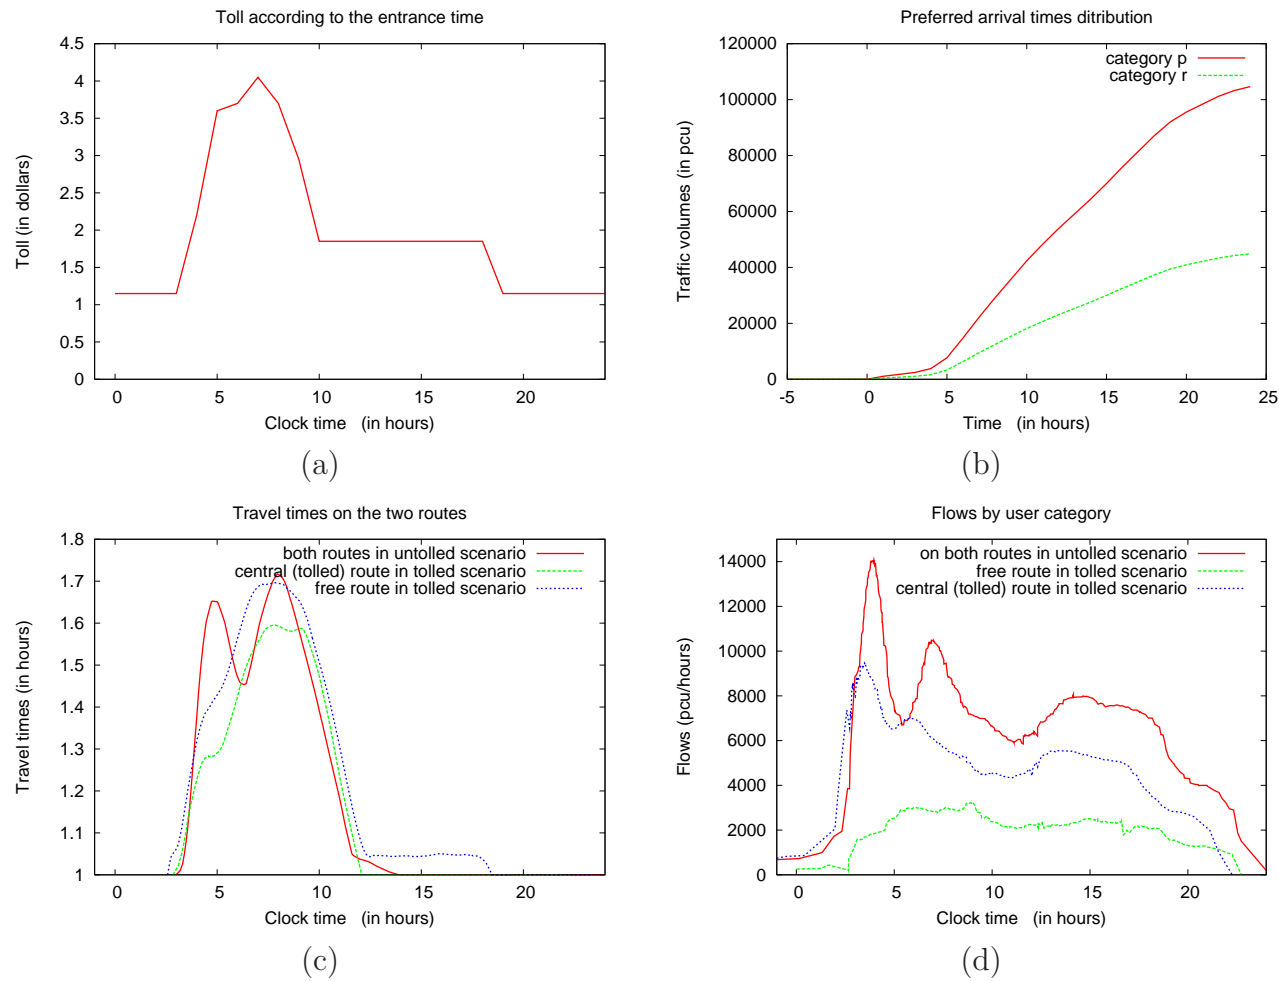 Toll according to the entrance time
4.5
4
3.5
3
2.5
2
1.5
1
0.5
0
Toll (in dollars)
0 5 10 15 20
Clock time (in hours)
(a)
Preferred arrival times ditribution
120000
100000
80000
60000
40000
20000
0
Traffic volumes (in pcu)
category p
category r
-5 0 5 10 15 20 25
Time (in hours)
(b)
Travel times on the two routes
1.8
1.7
1.6
1.5
1.4
1.3
1.2
1.1
1
Travel times (in hours)
both routes in untolled scenario
central (tolled) route in tolled scenario
free route in tolled scenario
0 5 10 15 20
Clock time (in hours)
(c)
Flows by user category
14000
12000
10000
8000
6000
4000
2000
0
Flows (pcu/hours)
on both routes in untolled scenario
free route in tolled scenario
central (tolled) route in tolled scenario
0 5 10 15 20
Clock time (in hours)
(d)